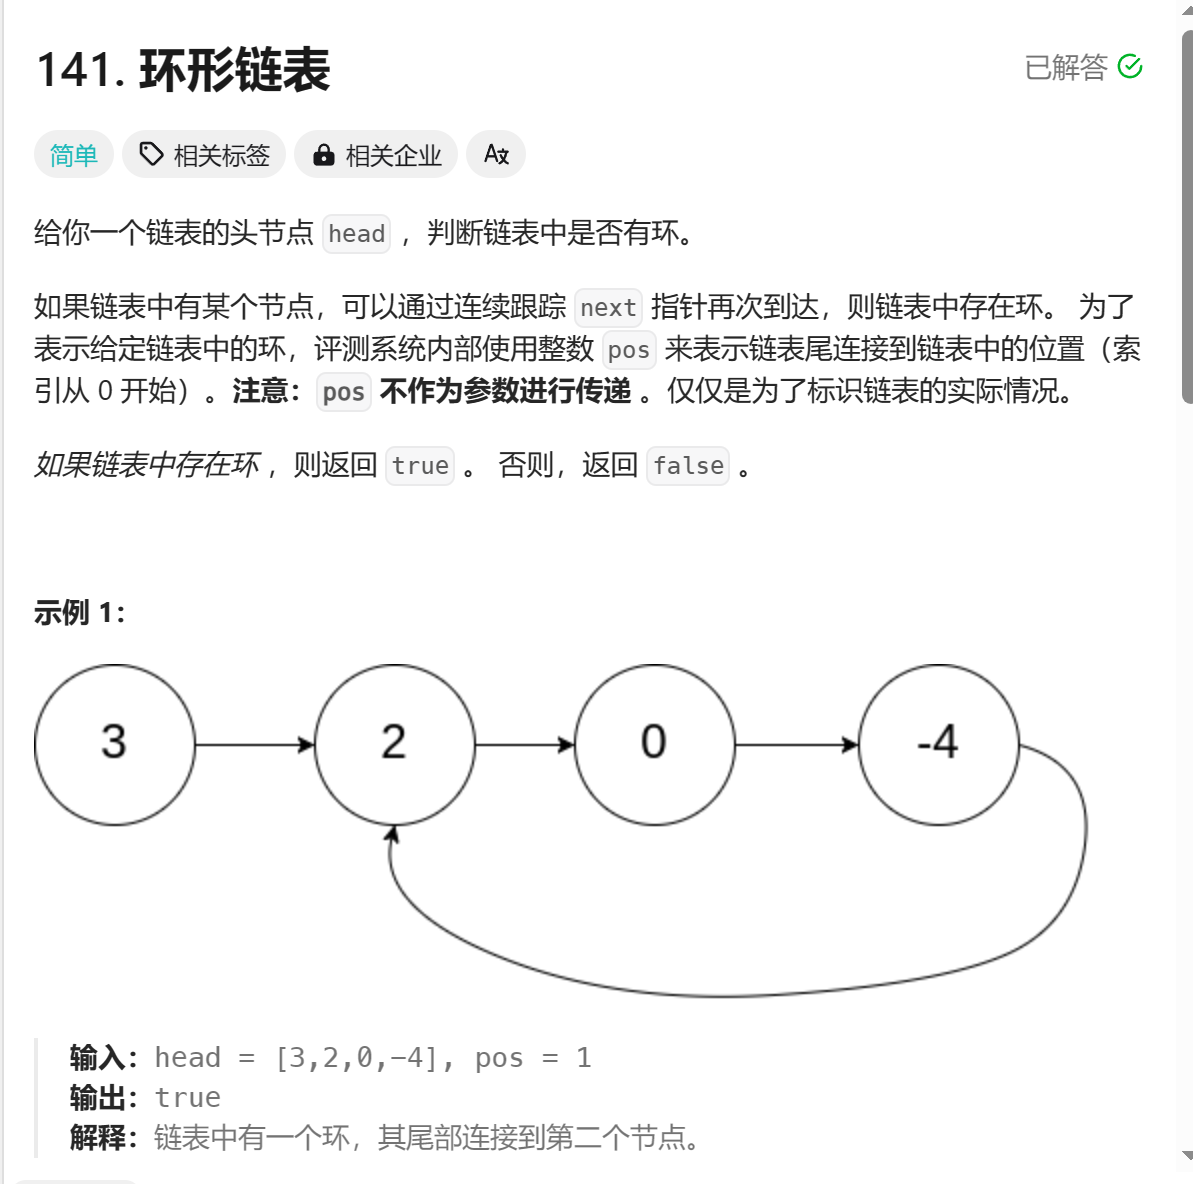 141. 环形链表
已解答
简单 相关标签 相关企业
给你一个链表的头节点 head ，判断链表中是否有环。
如果链表中有某个节点，可以通过连续跟踪 next 指针再次到达，则链表中存在环。 为了
表示给定链表中的环，评测系统内部使用整数 pos 来表示链表尾连接到链表中的位置（索
引从 0 开始）。注意：pos 不作为参数进行传递 。仅仅是为了标识链表的实际情况。
如果链表中存在环 ，则返回 true 。 否则，返回 false 。
示例 1：
3 2 0 -4
输入：head = [3,2,0,-4], pos = 1
输出：true
解释：链表中有一个环，其尾部连接到第二个节点。